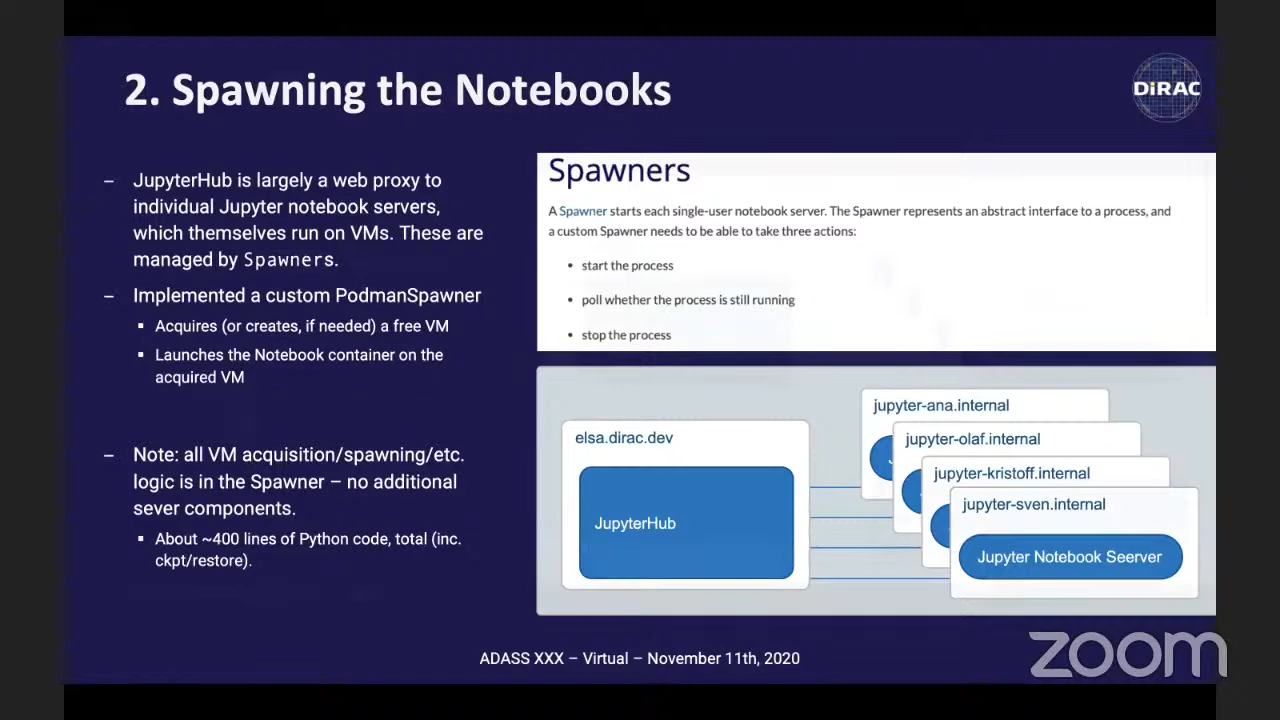 2. Spawning the Notebooks
DiRAC
– JupyterHub is largely a web proxy to
individual Jupyter notebook servers,
which themselves run on VMs. These are
managed by Spawners.
– Implemented a custom PodmanSpawner
▪ Acquires (or creates, if needed) a free VM
▪ Launches the Notebook container on the
acquired VM
– Note: all VM acquisition/spawning/etc.
logic is in the Spawner – no additional
sever components.
▪ About ~400 lines of Python code, total (inc.
ckpt/restore).
Spawners
A Spawner starts each single-user notebook server. The Spawner represents an abstract interface to a process, and
a custom Spawner needs to be able to take three actions:
• start the process
• poll whether the process is still running
• stop the process
elsa.dirac.dev
JupyterHub
jupyter-ana.internal
jupyter-olaf.internal
jupyter-kristoff.internal
jupyter-sven.internal
Jupyter Notebook Seerver
ADASS XXX – Virtual – November 11th, 2020
zoom